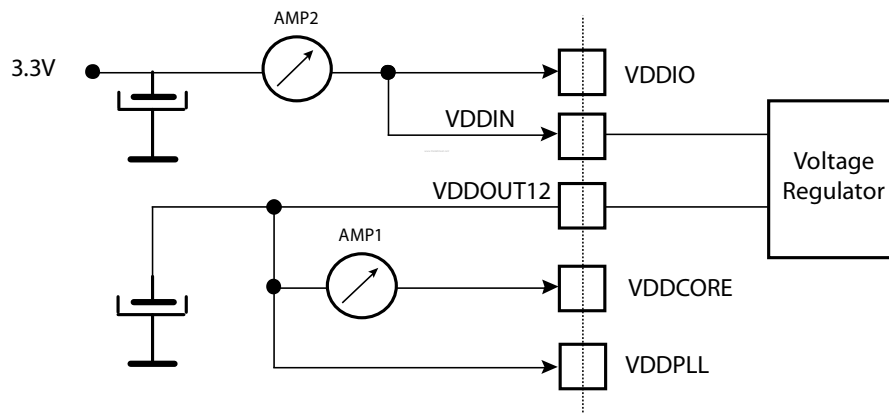 AMP2
3.3V
VDDIO
VDDIN
Voltage
Regulator
VDDOUT12
AMP1
VDDCORE
VDDPLL